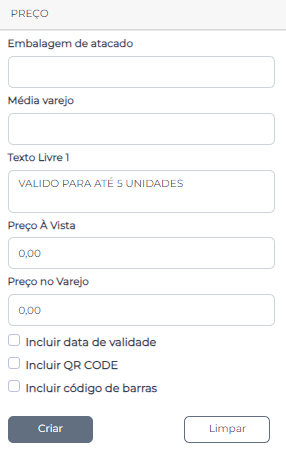 PREÇO
Embalagem de atacado
Média varejo
Texto Livre 1
VALIDO PARA ATÉ 5 UNIDADES
Preço À Vista
0,00
Preço no Varejo
0,00
Incluir data de validade
Incluir QR CODE
Incluir código de barras
Criar
Limpar